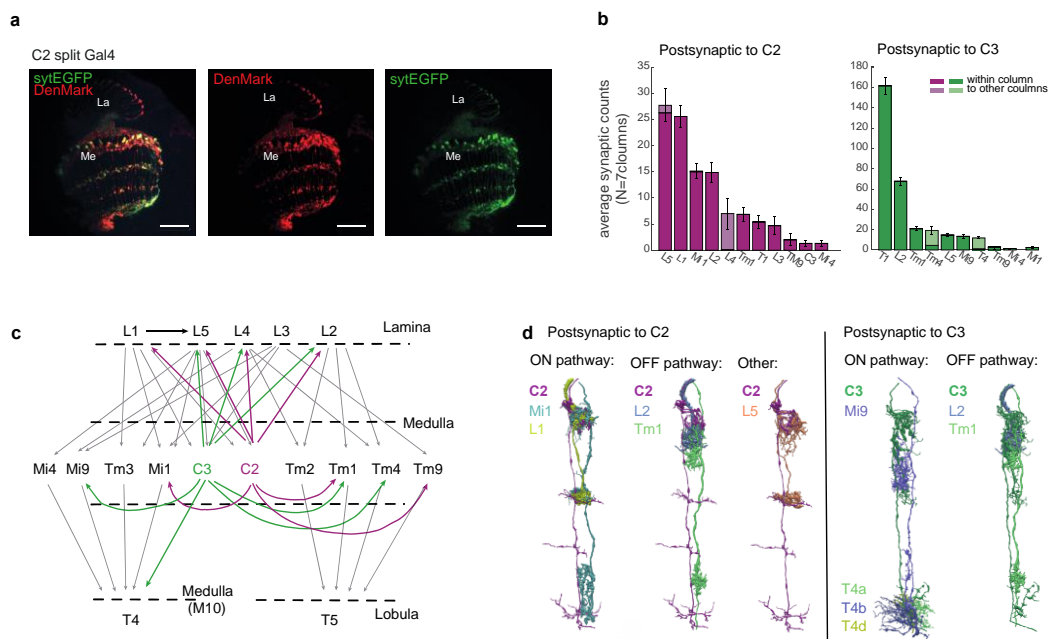 a
C2 split Gal4
sytEGFP
DenMark
La
Me
DenMark
La
Me
sytEGFP
La
Me
b
Postsynaptic to C2
average synaptic counts
(N=7cloumns)
35
30
25
20
15
10
5
0
L5 L1 Mi1 L2 L4 Tm1 T1 L3 TM9 C3 Mi4
Postsynaptic to C3
within column
to other coulmns
180
160
140
120
100
80
60
40
20
0
T1 L2 Tm1 Tm4 L5 Mi9 T4 Tm9 Mi4 Mi1
c
L1 L5 L4 L3 L2 Lamina
Medulla
Mi4 Mi9 Tm3 Mi1 C3 C2 Tm2 Tm1 Tm4 Tm9
Medulla
(M10)
T4 T5 Lobula
d
Postsynaptic to C2
ON pathway:
C2
Mi1
L1
OFF pathway:
C2
L2
Tm1
Other:
C2
L5
Postsynaptic to C3
ON pathway:
C3
Mi9
T4a
T4b
T4d
OFF pathway:
C3
L2
Tm1